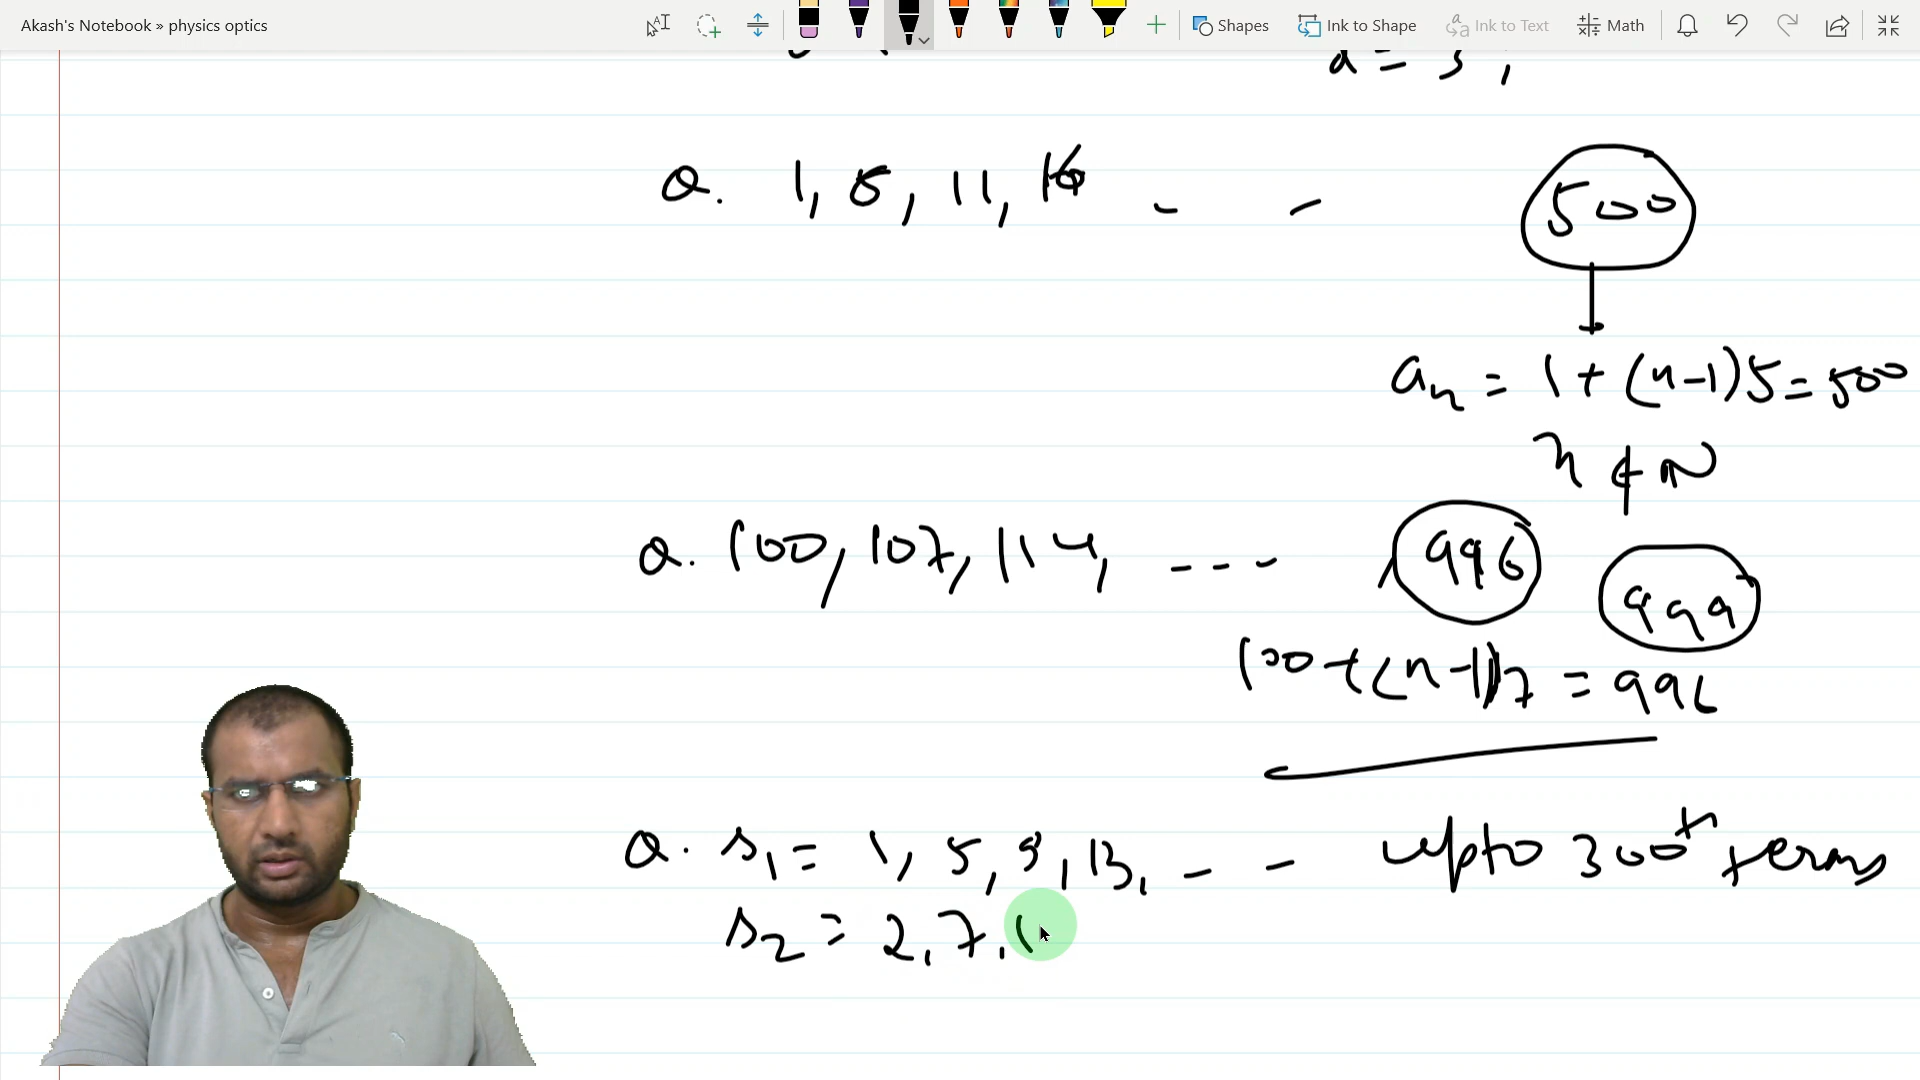 Akash's Notebook » physics optics
Shapes Ink to Shape Ink to Text Math
Q. 1, 6, 11, 16 - - 500
aₙ = 1 + (n-1)5 = 500
n ∉ N
Q. 100, 107, 114, --- , 996 999
100 + (n-1)7 = 996
Q. s₁ = 1, 5, 9, 13, - - upto 300th terms
s₂ = 2, 7,